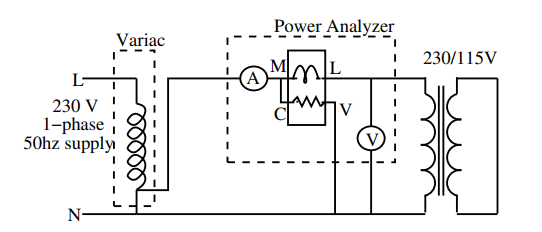 Power Analyzer
Variac
230/115V
L
M
L
A
230 V
1−phase
50hz supply
C
V
V
N